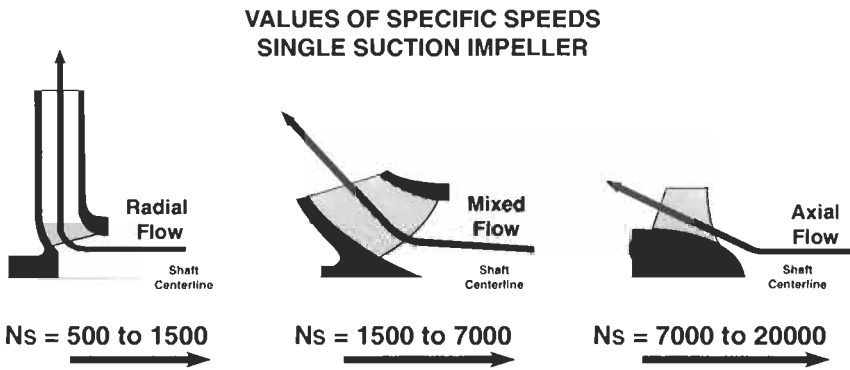 VALUES OF SPECIFIC SPEEDS
SINGLE SUCTION IMPELLER
Radial
Flow
Shaft
Centerline
Mixed
Flow
Shaft
Centerline
Axial
Flow
Shaft
Centerline
Ns = 500 to 1500
Ns = 1500 to 7000
Ns = 7000 to 20000